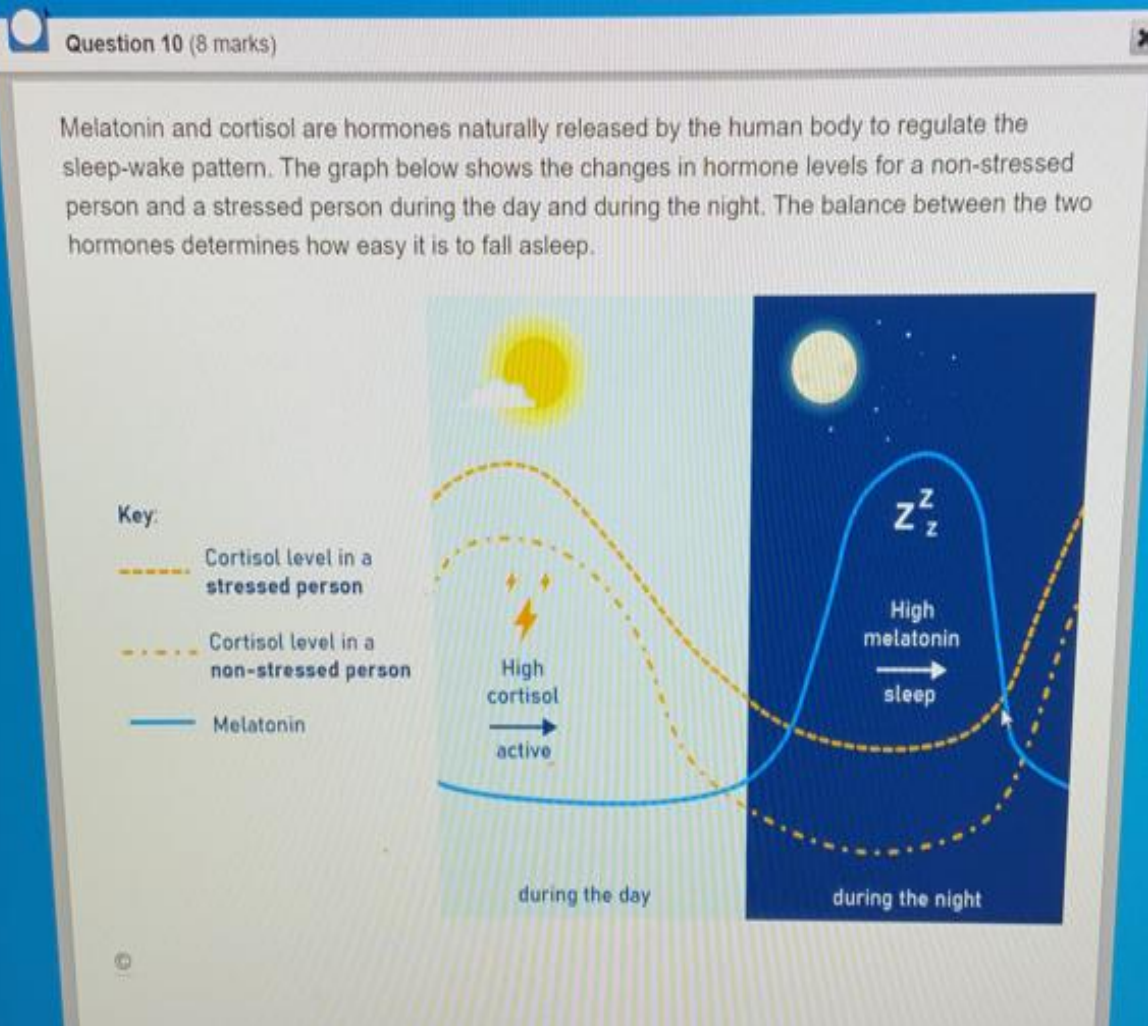 Question 10 (8 marks)
Melatonin and cortisol are hormones naturally released by the human body to regulate the
sleep-wake pattern. The graph below shows the changes in hormone levels for a non-stressed
person and a stressed person during the day and during the night. The balance between the two
hormones determines how easy it is to fall asleep.
Key:
Cortisol level in a
stressed person
Cortisol level in a
non-stressed person
Melatonin
High
cortisol
active
during the day
Z Z Z
High
melatonin
sleep
during the night
©